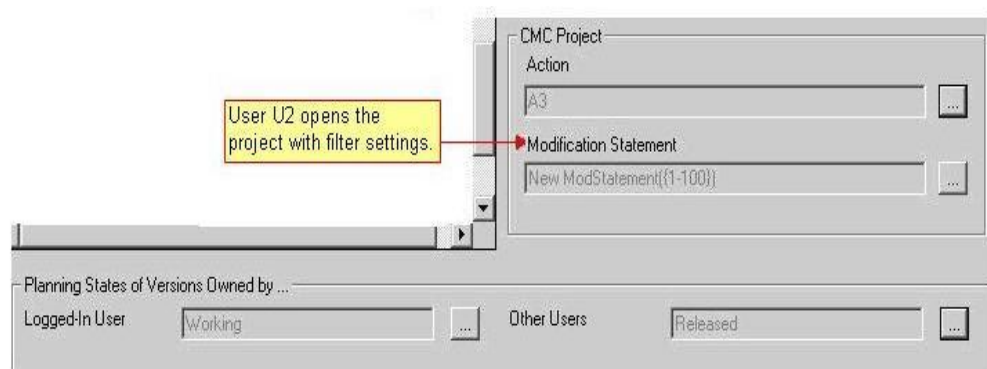 CMC Project
Action
A3
...
User U2 opens the
project with filter settings.
Modification Statement
New ModStatement({1-100})
...
Planning States of Versions Owned by ...
Logged-In User
Working
...
Other Users
Released
...